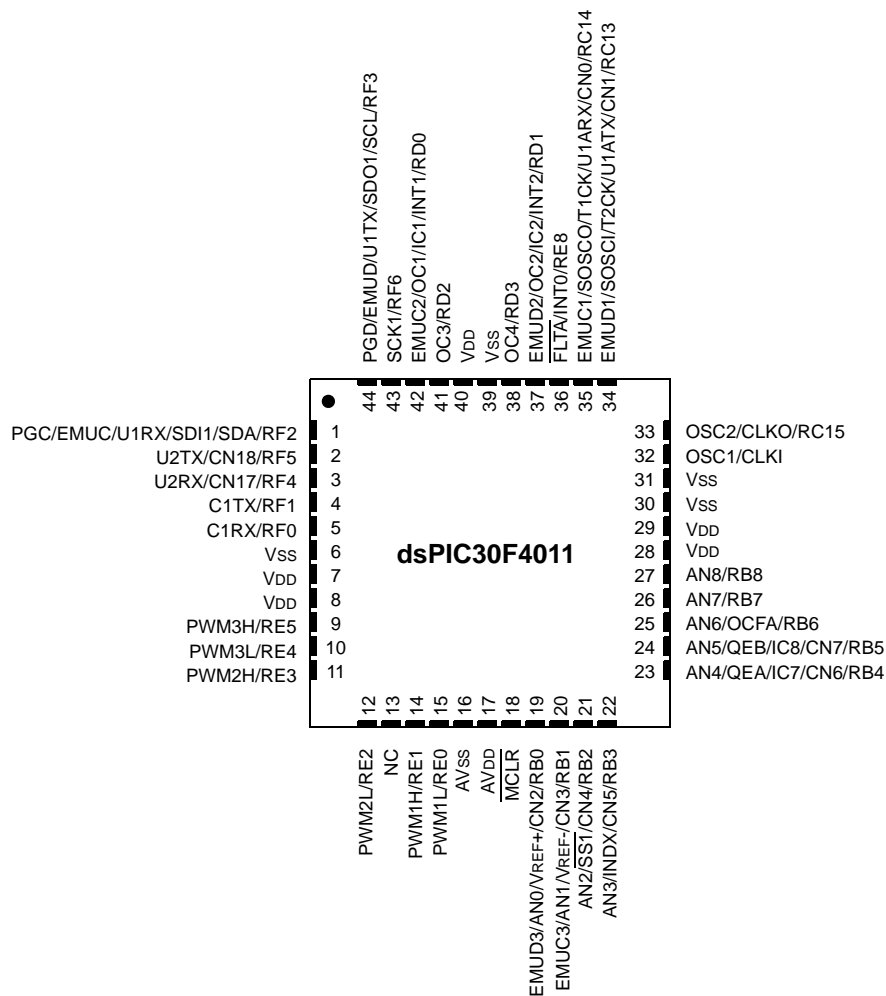 PGD/EMUD/U1TX/SDO1/SCL/RF3
SCK1/RF6
EMUC2/OC1/IC1/INT1/RD0
OC3/RD2
VDD
VSS
OC4/RD3
EMUD2/OC2/IC2/INT2/RD1
FLTA/INT0/RE8
EMUC1/SOSCO/T1CK/U1ARX/CN0/RC14
EMUD1/SOSCI/T2CK/U1ATX/CN1/RC13
44 43 42 41 40 39 38 37 36 35 34
PGC/EMUC/U1RX/SDI1/SDA/RF2 1
U2TX/CN18/RF5 2
U2RX/CN17/RF4 3
C1TX/RF1 4
C1RX/RF0 5
VSS 6
VDD 7
VDD 8
PWM3H/RE5 9
PWM3L/RE4 10
PWM2H/RE3 11
dsPIC30F4011
33 OSC2/CLKO/RC15
32 OSC1/CLKI
31 VSS
30 VSS
29 VDD
28 VDD
27 AN8/RB8
26 AN7/RB7
25 AN6/OCFA/RB6
24 AN5/QEB/IC8/CN7/RB5
23 AN4/QEA/IC7/CN6/RB4
12 13 14 15 16 17 18 19 20 21 22
PWM2L/RE2
NC
PWM1H/RE1
PWM1L/RE0
AVSS
AVDD
MCLR
EMUD3/AN0/VREF+/CN2/RB0
EMUC3/AN1/VREF-/CN3/RB1
AN2/SS1/CN4/RB2
AN3/INDX/CN5/RB3